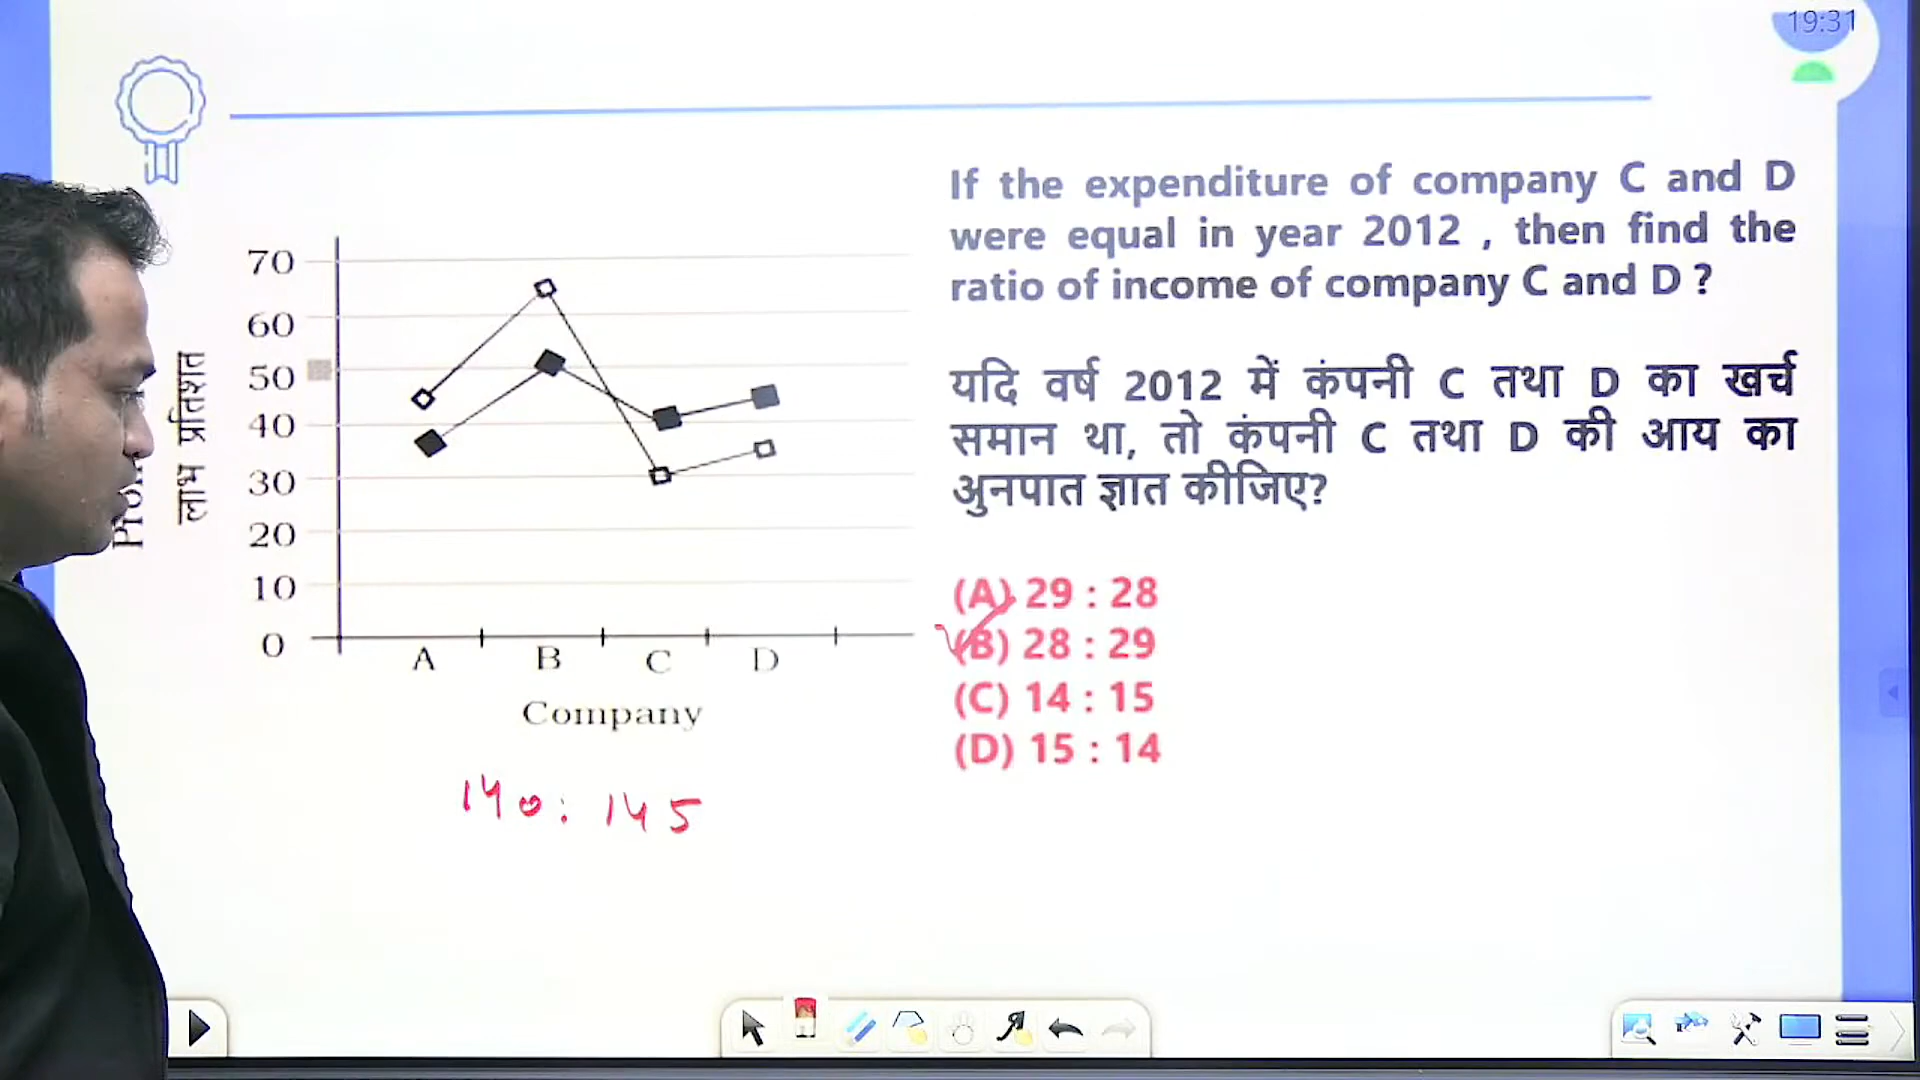 19:31
If the expenditure of company C and D
were equal in year 2012 , then find the
ratio of income of company C and D ?
यदि वर्ष 2012 में कंपनी C तथा D का खर्च
समान था, तो कंपनी C तथा D की आय का
अुनपात ज्ञात कीजिए?
(A) 29 : 28
(B) 28 : 29
(C) 14 : 15
(D) 15 : 14
लाभ प्रतिशत
70
60
50
40
30
20
10
0
A B C D
Company
140 : 145